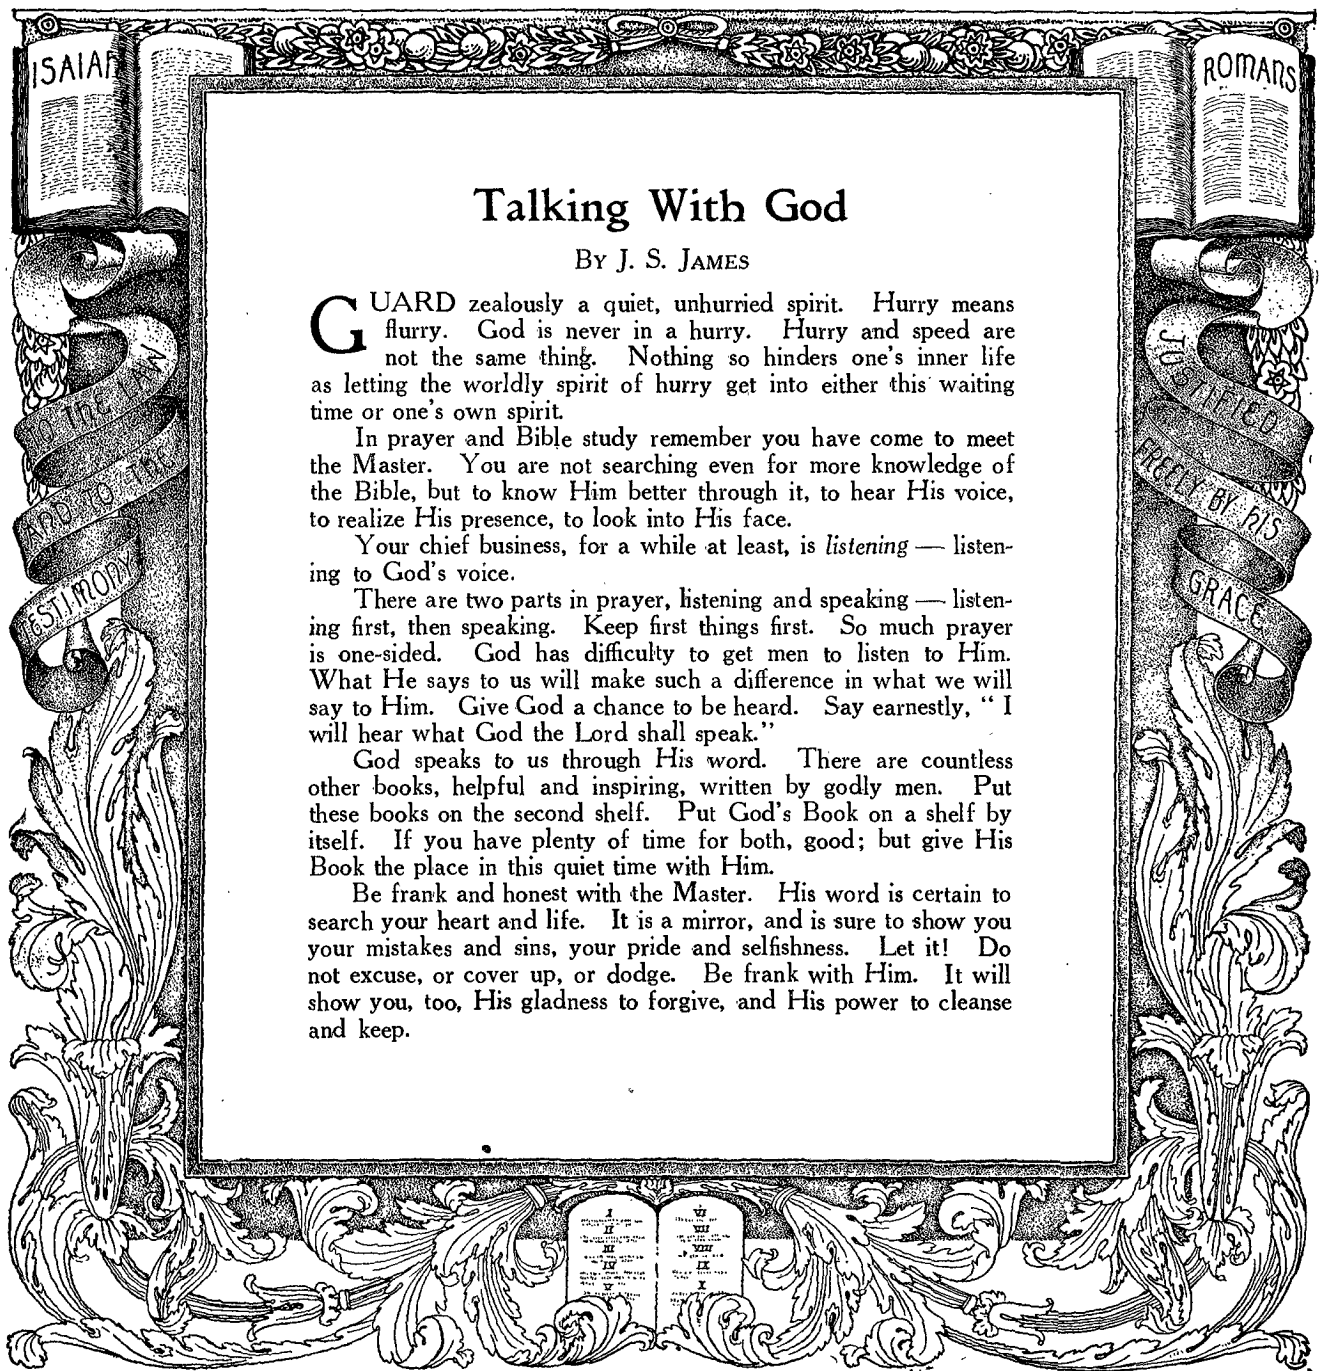 ISAIAH
ROMANS
Talking With God
BY J. S. JAMES
GUARD zealously a quiet, unhurried spirit. Hurry means
flurry. God is never in a hurry. Hurry and speed are
not the same thing. Nothing so hinders one's inner life
as letting the worldly spirit of hurry get into either this waiting
time or one's own spirit.
In prayer and Bible study remember you have come to meet
the Master. You are not searching even for more knowledge of
the Bible, but to know Him better through it, to hear His voice,
to realize His presence, to look into His face.
Your chief business, for a while at least, is listening — listen-
ing to God's voice.
There are two parts in prayer, listening and speaking — listen-
ing first, then speaking. Keep first things first. So much prayer
is one-sided. God has difficulty to get men to listen to Him.
What He says to us will make such a difference in what we will
say to Him. Give God a chance to be heard. Say earnestly, " I
will hear what God the Lord shall speak."
God speaks to us through His word. There are countless
other books, helpful and inspiring, written by godly men. Put
these books on the second shelf. Put God's Book on a shelf by
itself. If you have plenty of time for both, good; but give His
Book the place in this quiet time with Him.
Be frank and honest with the Master. His word is certain to
search your heart and life. It is a mirror, and is sure to show you
your mistakes and sins, your pride and selfishness. Let it! Do
not excuse, or cover up, or dodge. Be frank with Him. It will
show you, too, His gladness to forgive, and His power to cleanse
and keep.
TO THE LAW
AND TO THE
TESTIMONY
JUSTIFIED
FREELY BY HIS
GRACE
I
II
III
IV
V
VI
VII
VIII
IX
X